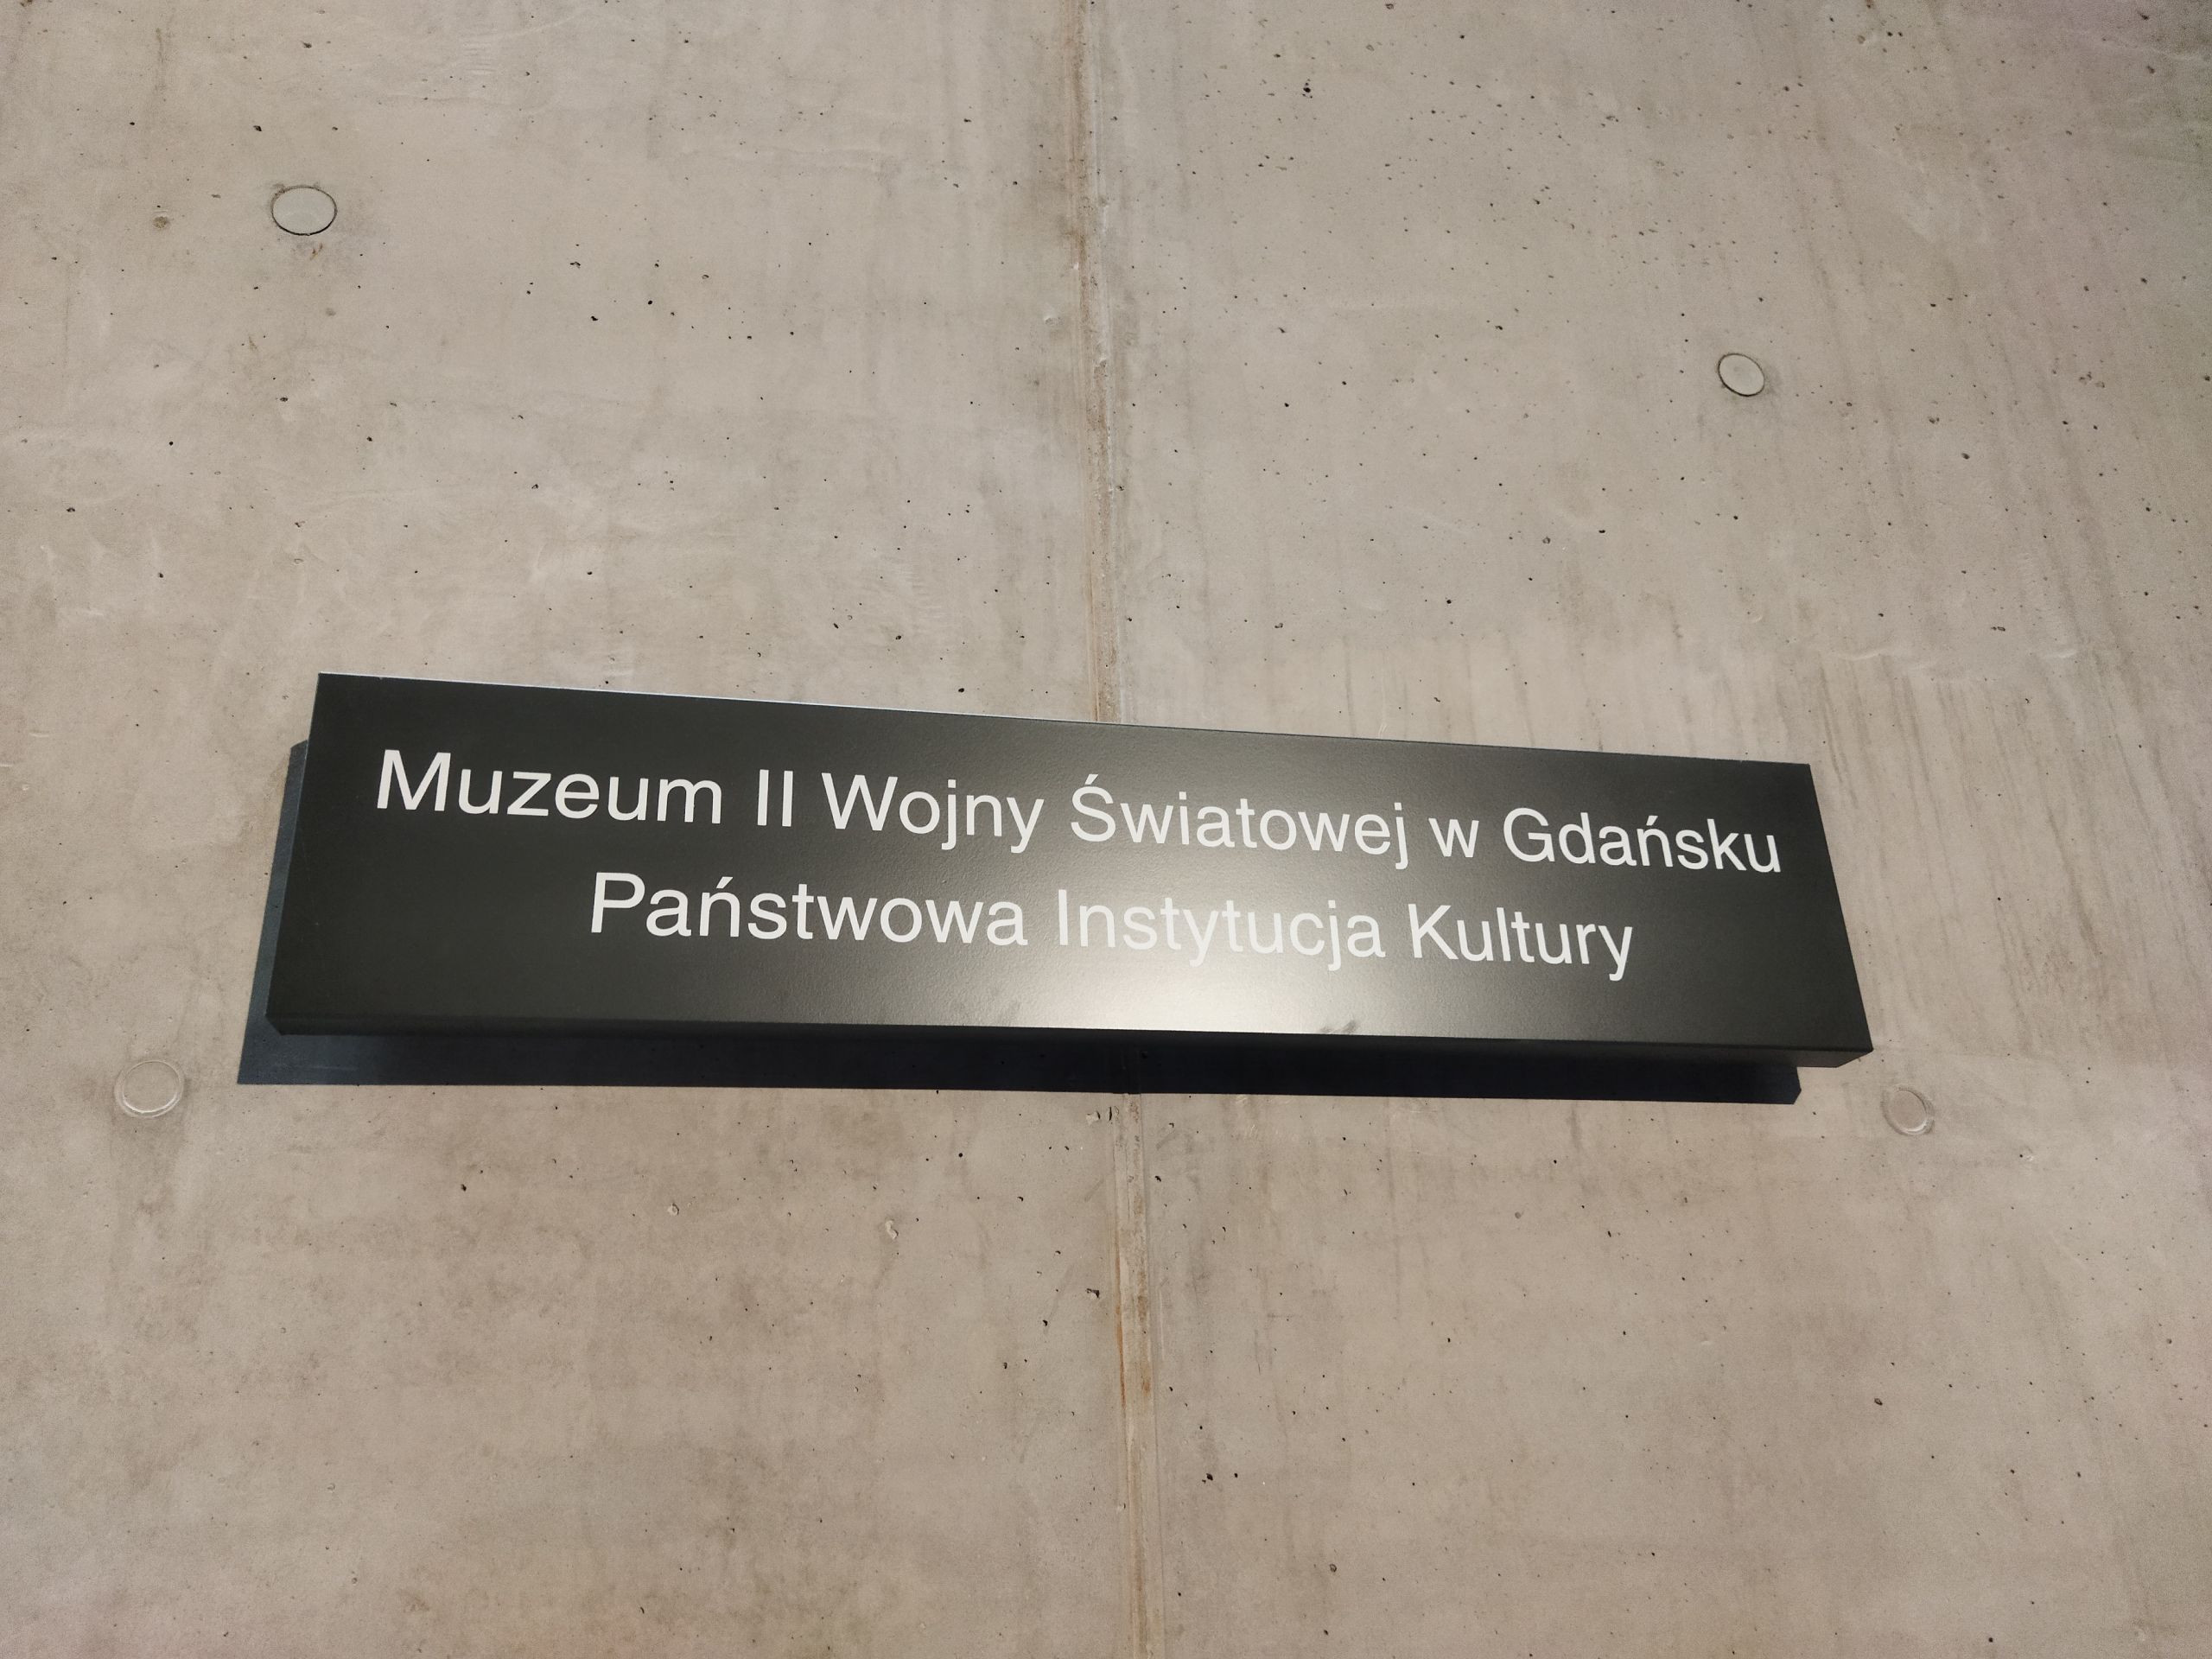 Muzeum II Wojny Światowej w Gdańsku
Państwowa Instytucja Kultury